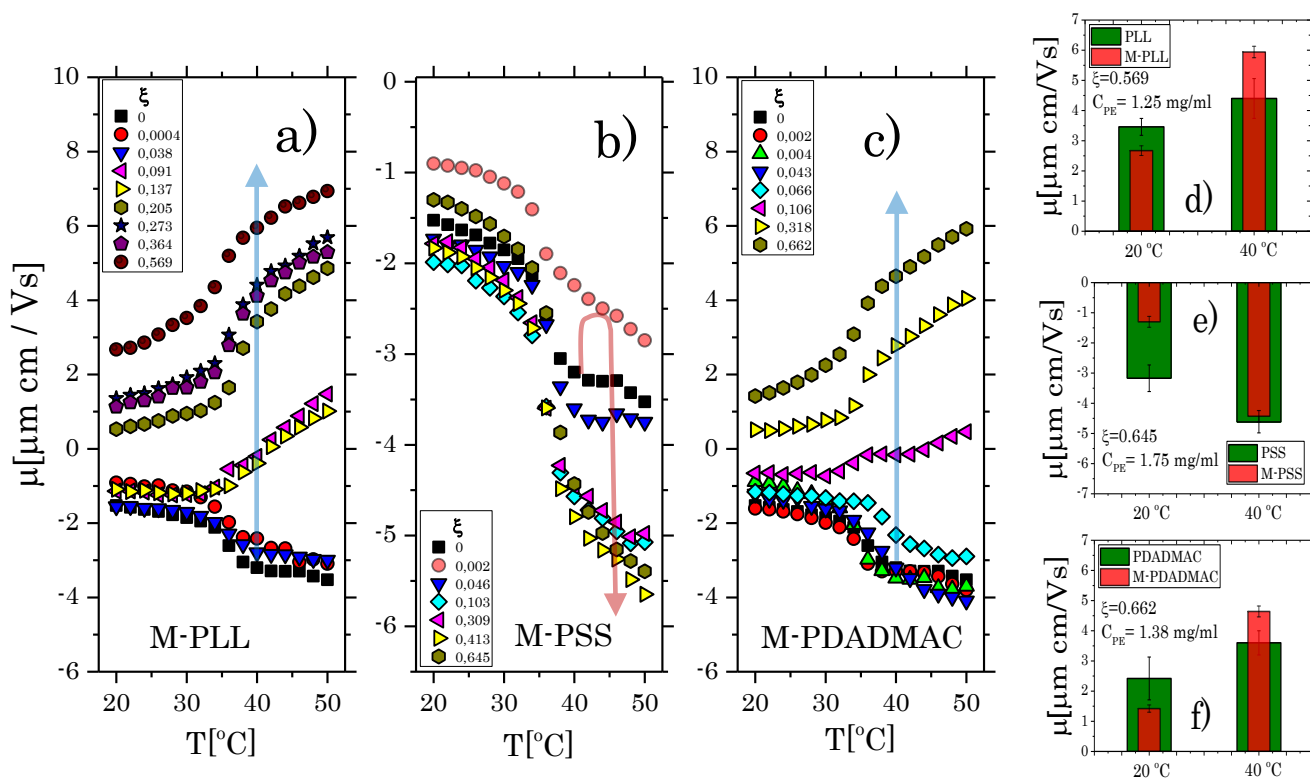 μ[μm cm / Vs]
10
8
6
4
2
0
-2
-4
-6
ξ
0
0,0004
0,038
0,091
0,137
0,205
0,273
0,364
0,569
a)
M-PLL
20 30 40 50
T[°C]
-0
-1
-2
-3
-4
-5
-6
b)
ξ
0
0,002
0,046
0,103
0,309
0,413
0,645
M-PSS
20 30 40 50
T[°C]
10
8
6
4
2
0
-2
-4
-6
ξ
0
0,002
0,004
0,043
0,066
0,106
0,318
0,662
c)
M-PDADMAC
20 30 40 50
T[°C]
μ[μm cm/Vs]
7
6
5
4
3
2
1
0
PLL
M-PLL
ξ=0.569
C_PE= 1.25 mg/ml
d)
20 °C 40 °C
μ[μm cm/Vs]
-1
-2
-3
-4
-5
-6
-7
e)
ξ=0.645
C_PE= 1.75 mg/ml
PSS
M-PSS
20 °C 40 °C
μ[μm cm/Vs]
7
6
5
4
3
2
1
0
PDADMAC
M-PDADMAC
ξ=0.662
C_PE= 1.38 mg/ml
f)
20 °C 40 °C